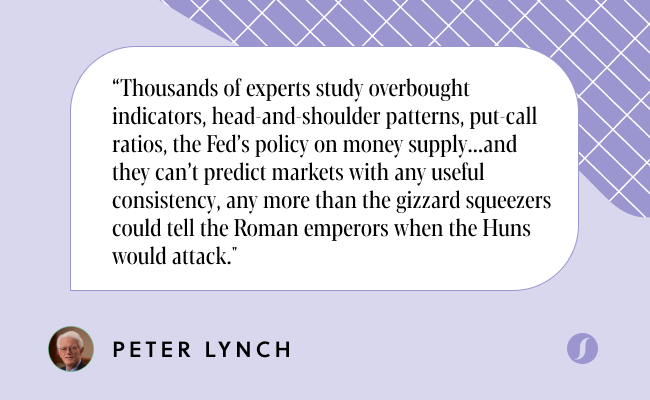 “Thousands of experts study overbought
indicators, head-and-shoulder patterns, put-call
ratios, the Fed’s policy on money supply...and
they can’t predict markets with any useful
consistency, any more than the gizzard squeezers
could tell the Roman emperors when the Huns
would attack."
PETER LYNCH